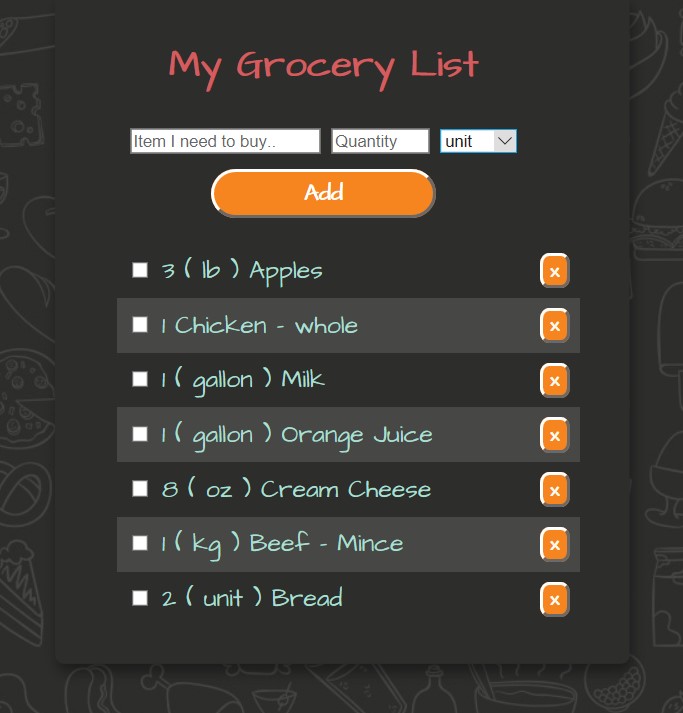 My Grocery List
Item I need to buy.. Quantity unit
Add
3 ( lb ) Apples x
1 Chicken - whole x
1 ( gallon ) Milk x
1 ( gallon ) Orange Juice x
8 ( oz ) Cream Cheese x
1 ( kg ) Beef - Mince x
2 ( unit ) Bread x